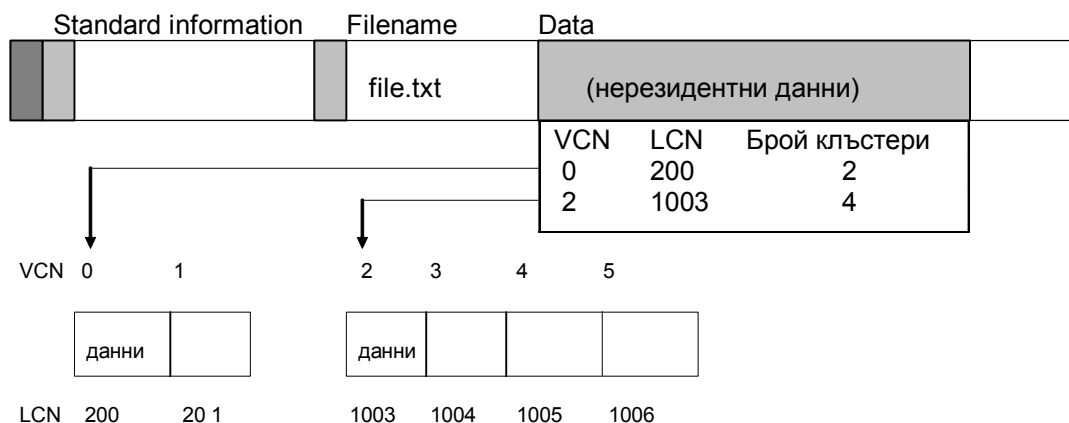 Standard information Filename Data
file.txt (нерезидентни данни)
VCN LCN Брой клъстери
0 200 2
2 1003 4
VCN 0 1 2 3 4 5
данни данни
LCN 200 20 1 1003 1004 1005 1006